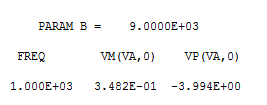 PARAM B = 9.0000E+03
FREQ VM(VA,0) VP(VA,0)
1.000E+03 3.482E-01 -3.994E+00